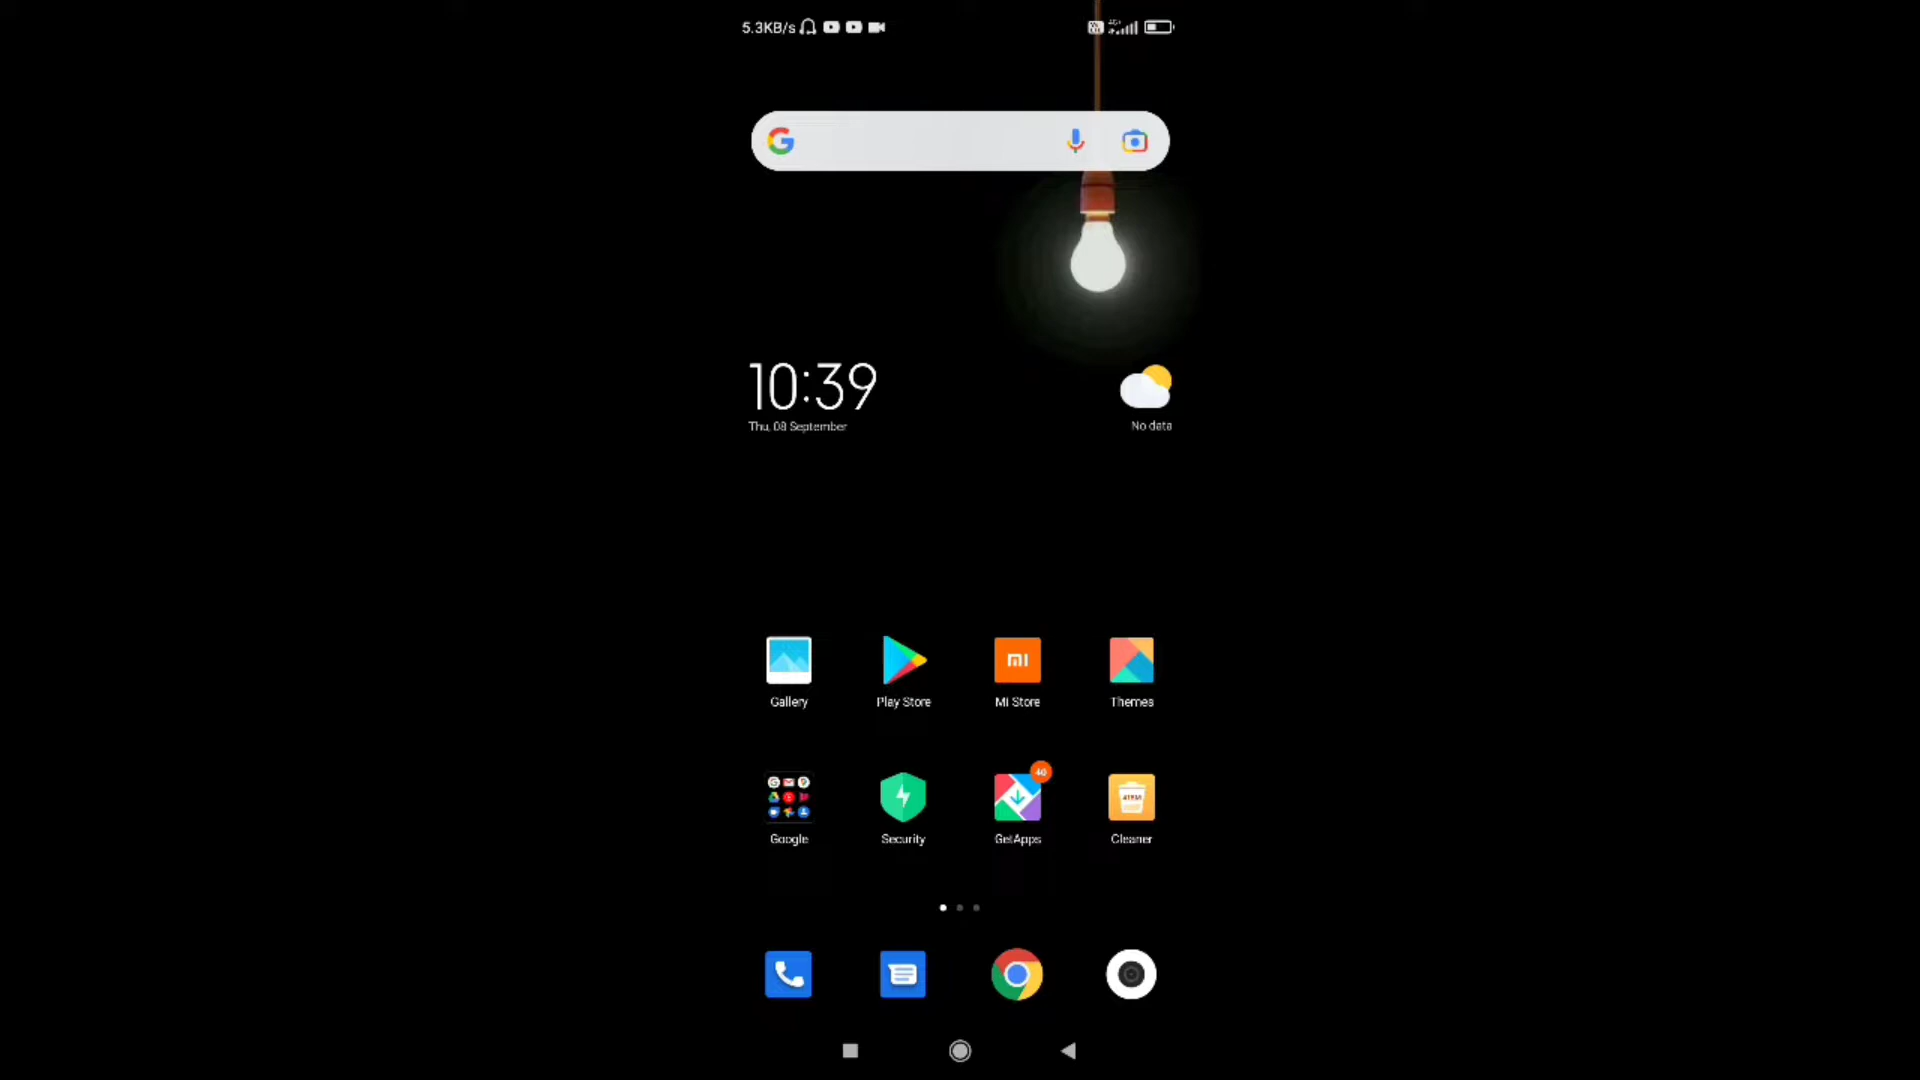 5.3KB/s
10:39
Thu, 08 September
No data
Gallery
Play Store
Mi Store
Themes
40
Google
Security
GetApps
Cleaner